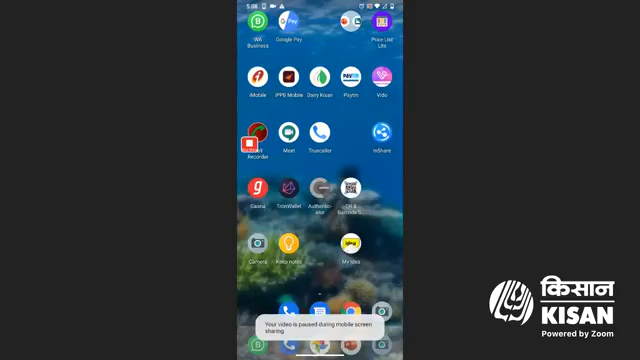 5:08
WA Business
Google Pay
Price List Lite
iMobile
iPPB Mobile
Dairy Kisan
Paytm
Vido
Recorder
Meet
Truecaller
InShare
Gaana
TronWallet
Authentic-
ator
QR &
Barcode S...
Camera
Keep notes
My Idea
Your video is paused during mobile screen
sharing
किसान
KISAN
Powered by Zoom